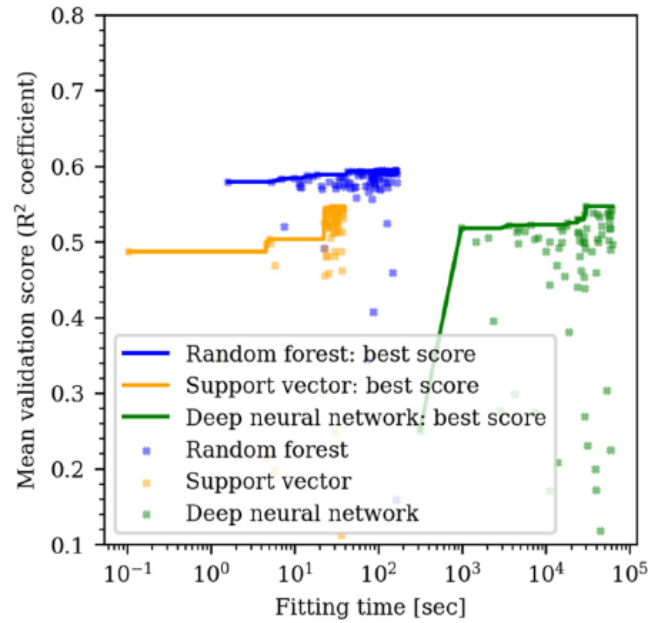 0.8
0.7
0.6
0.5
0.4
0.3
0.2
0.1
Mean validation score (R² coefficient)
Random forest: best score
Support vector: best score
Deep neural network: best score
Random forest
Support vector
Deep neural network
10⁻¹ 10⁰ 10¹ 10² 10³ 10⁴ 10⁵
Fitting time [sec]